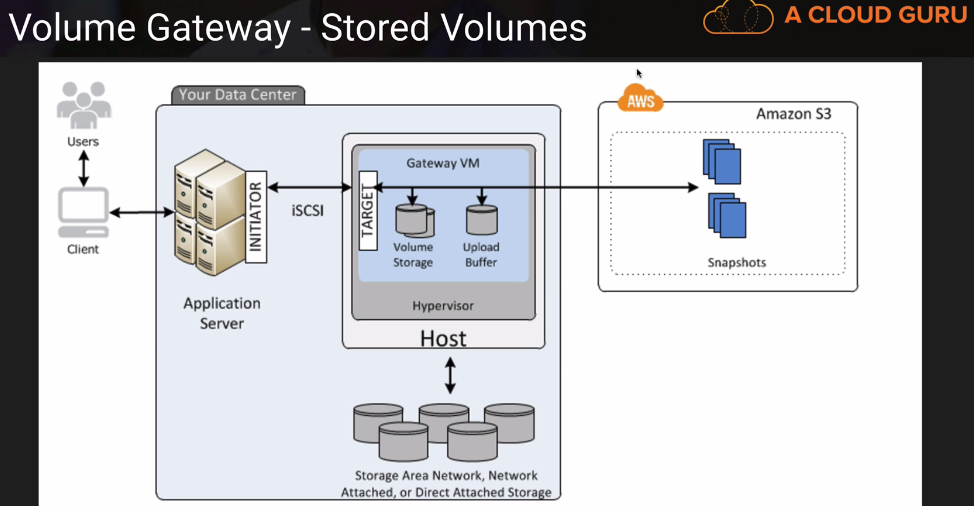 Volume Gateway - Stored Volumes
A CLOUD GURU
Your Data Center
AWS
Amazon S3
Users
Gateway VM
INITIATOR
iSCSI
TARGET
Client
Volume
Storage
Upload
Buffer
Snapshots
Application
Server
Hypervisor
Host
Storage Area Network, Network
Attached, or Direct Attached Storage